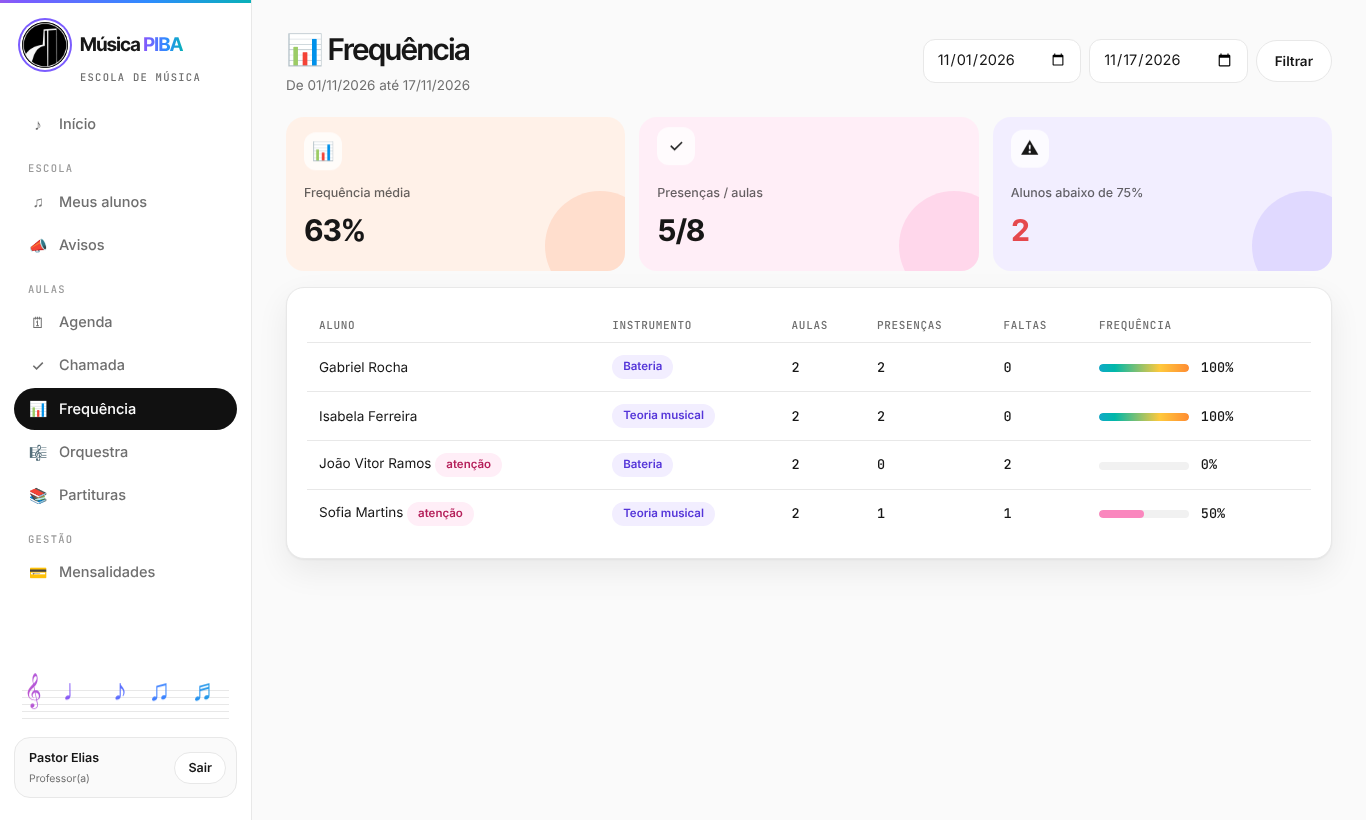 Música PIBA
ESCOLA DE MÚSICA
Início
ESCOLA
Meus alunos
Avisos
AULAS
Agenda
Chamada
Frequência
Orquestra
Partituras
GESTÃO
Mensalidades
Pastor Elias
Professor(a)
Sair
Frequência
De 01/11/2026 até 17/11/2026
11/01/2026
11/17/2026
Filtrar
Frequência média
63%
Presenças / aulas
5/8
Alunos abaixo de 75%
2
ALUNO INSTRUMENTO AULAS PRESENÇAS FALTAS FREQUÊNCIA
Gabriel Rocha Bateria 2 2 0 100%
Isabela Ferreira Teoria musical 2 2 0 100%
João Vitor Ramos atenção Bateria 2 0 2 0%
Sofia Martins atenção Teoria musical 2 1 1 50%